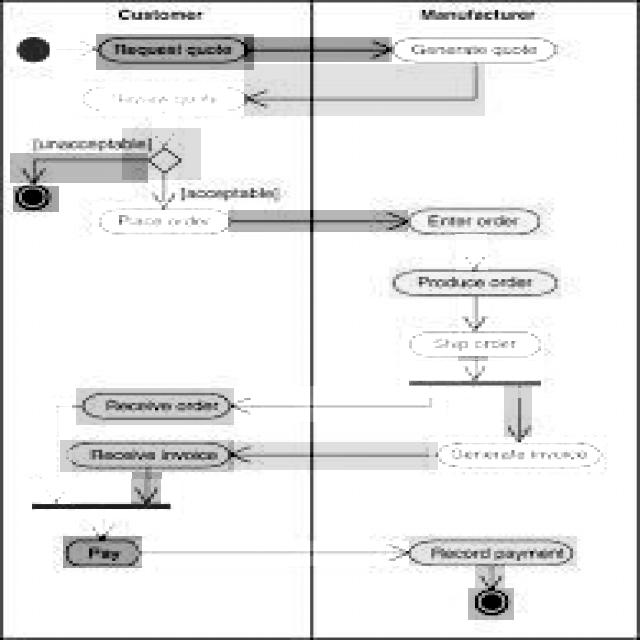 Customer
Manufacturer
Request quote
Generate quote
Review quote
[unacceptable]
[acceptable]
Place order
Enter order
Produce order
Ship order
Receive order
Receive invoice
Generate invoice
Pay
Record payment